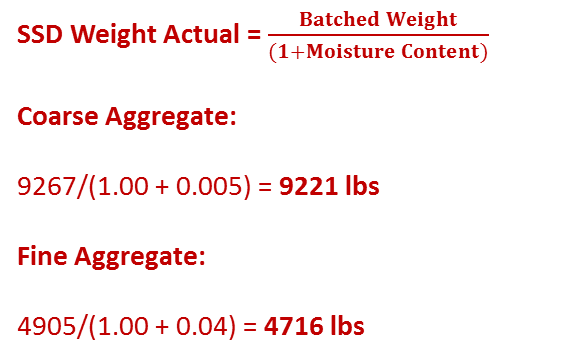 SSD Weight Actual = Batched Weight / (1+Moisture Content)
Coarse Aggregate:
9267/(1.00 + 0.005) = 9221 lbs
Fine Aggregate:
4905/(1.00 + 0.04) = 4716 lbs